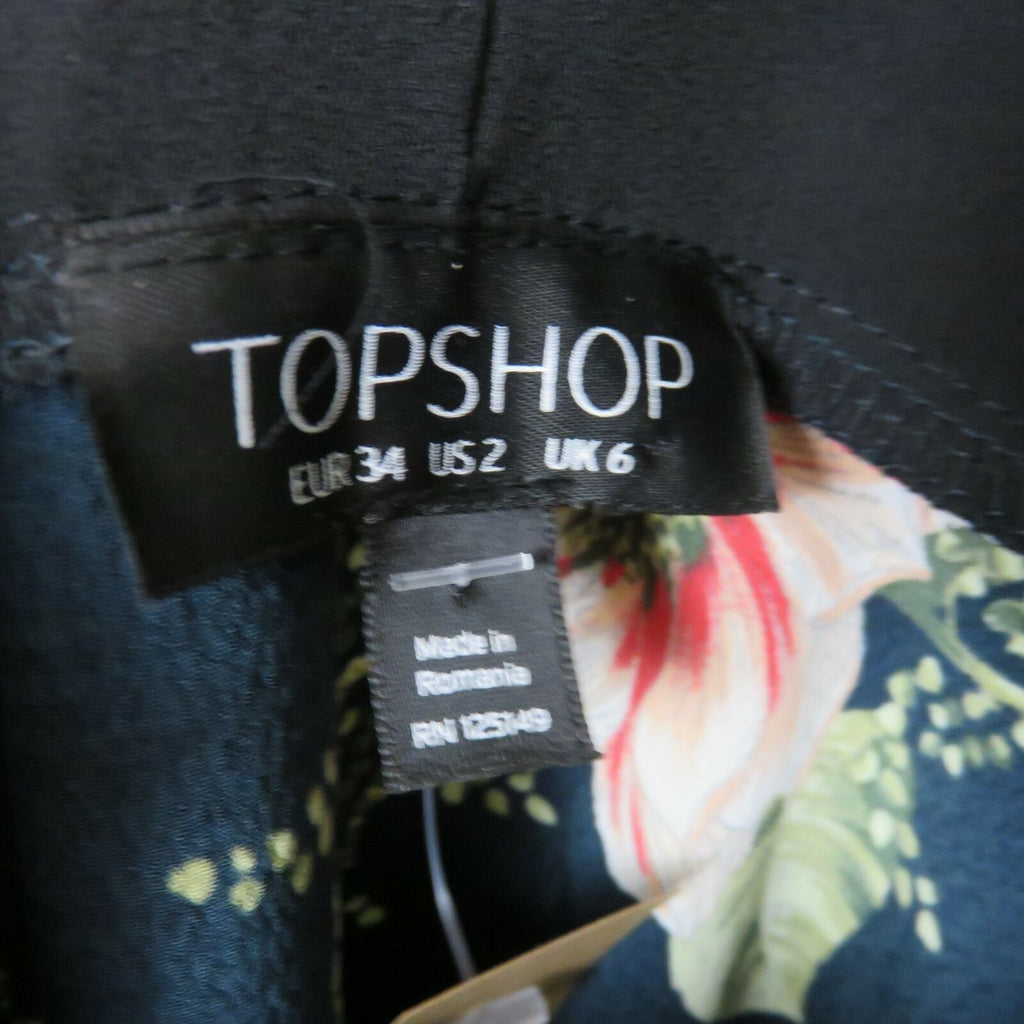 TOPSHOP
EUR 34 US 2 UK 6
Made in
Romania
RN 125149